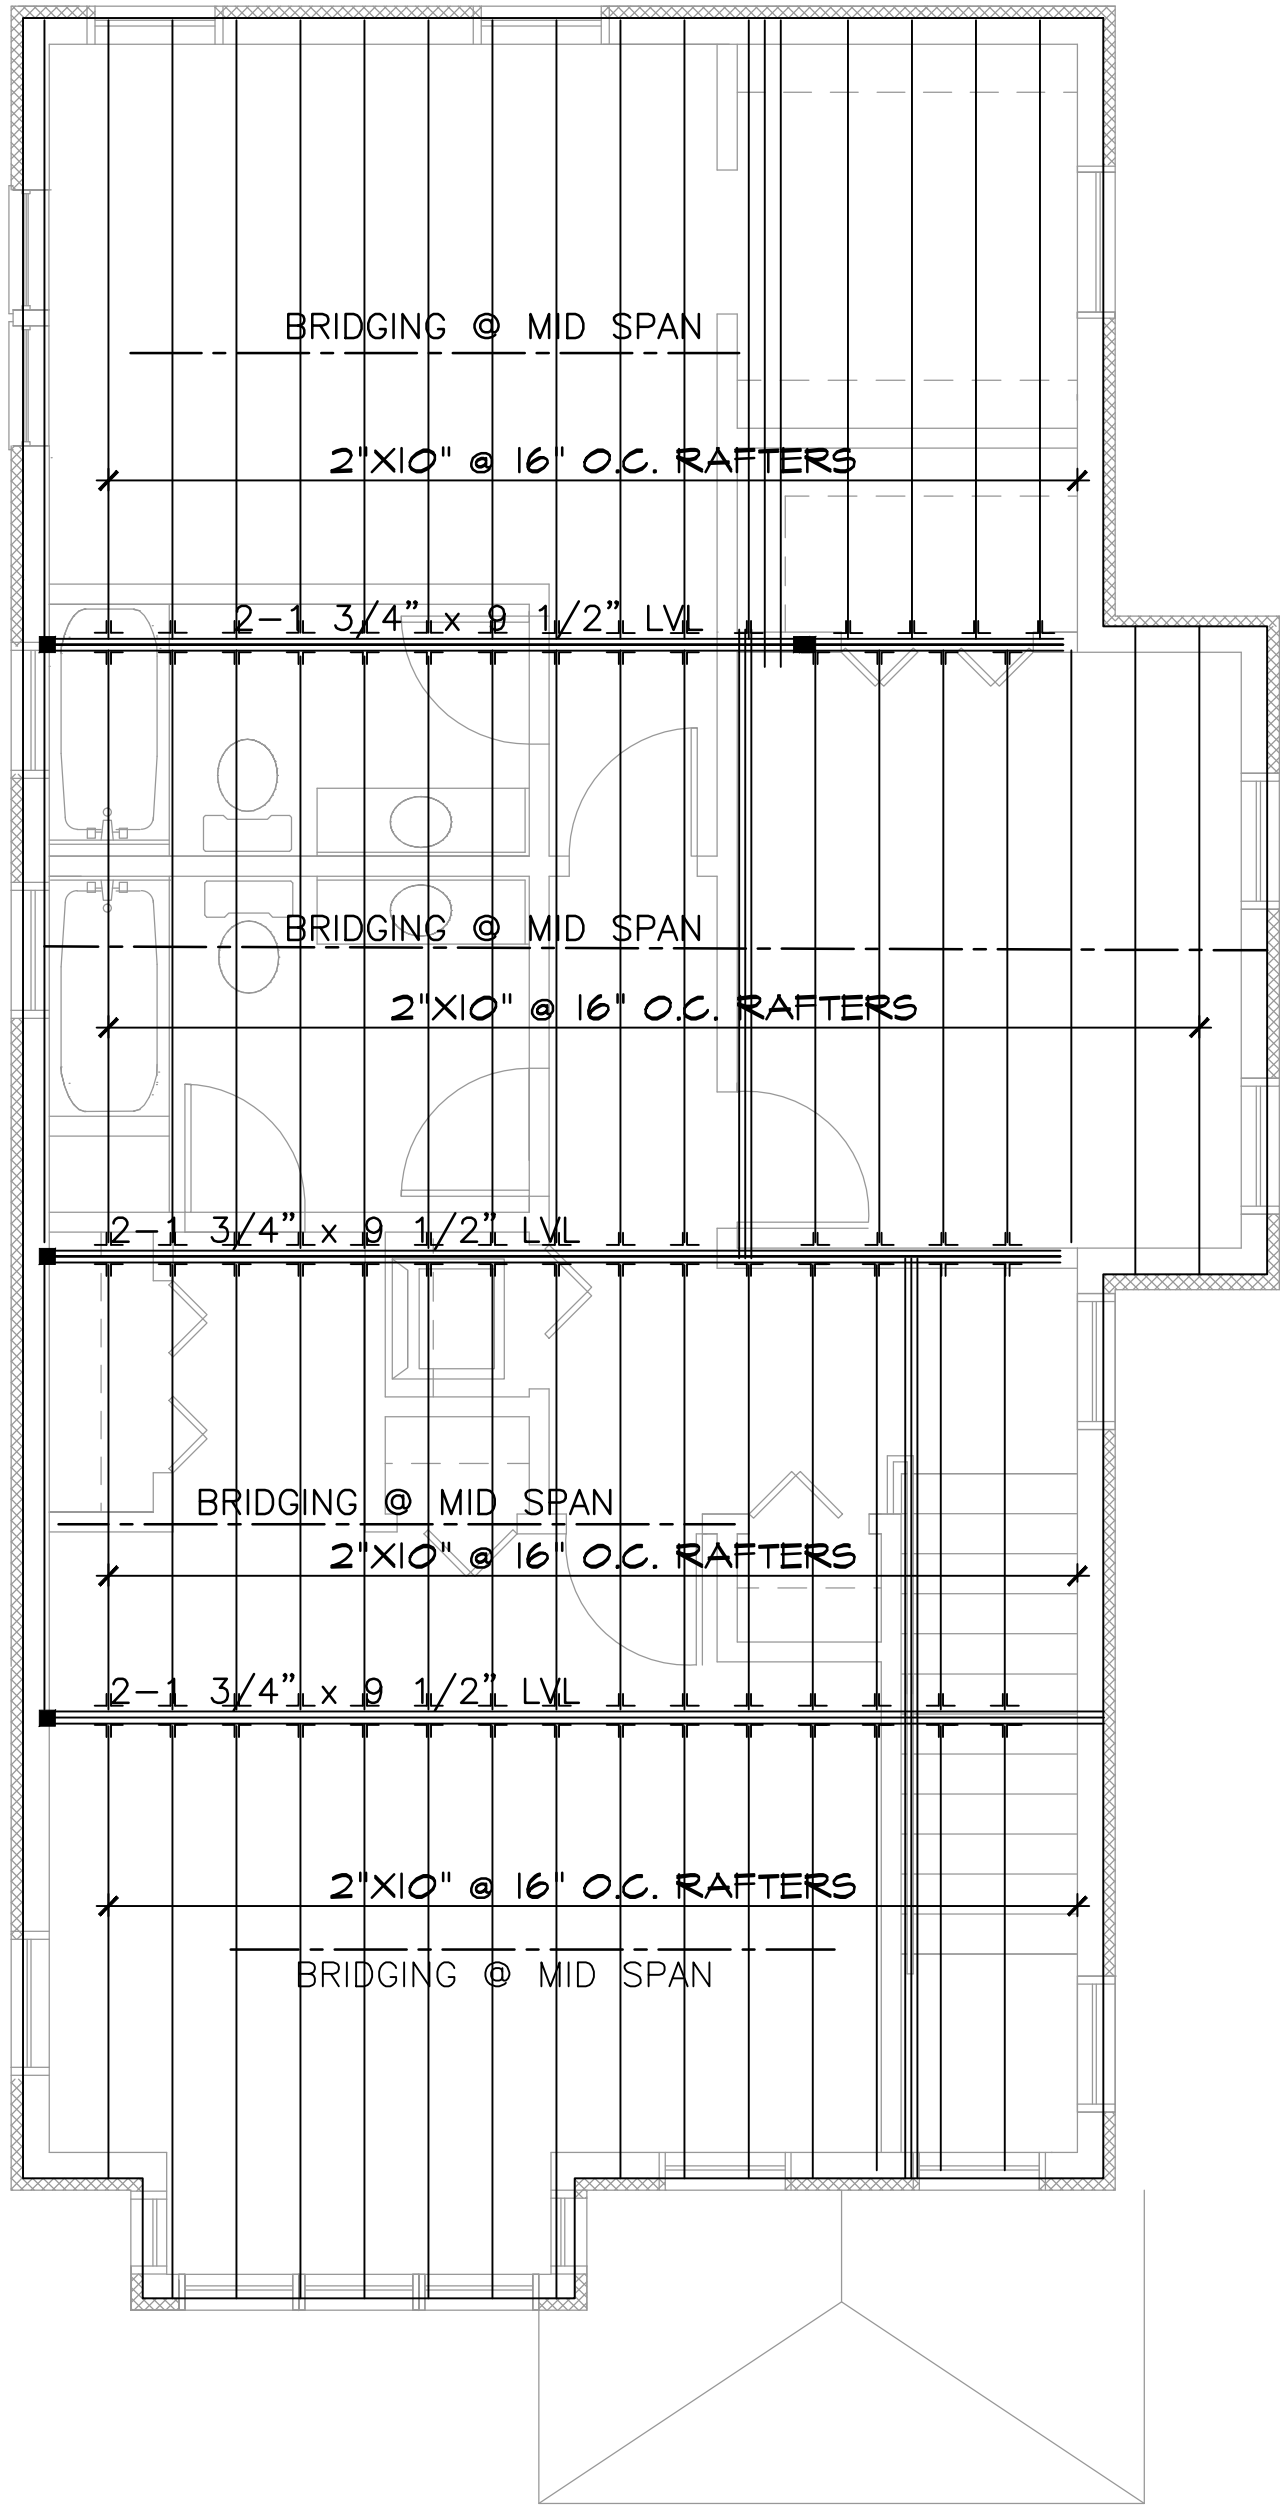 BRIDGING @ MID SPAN
2"X10" @ 16" O.C. RAFTERS
2-1 3/4” x 9 1/2” LVL
BRIDGING @ MID SPAN
2"X10" @ 16" O.C. RAFTERS
2-1 3/4” x 9 1/2” LVL
BRIDGING @ MID SPAN
2"X10" @ 16" O.C. RAFTERS
2-1 3/4” x 9 1/2” LVL
2"X10" @ 16" O.C. RAFTERS
BRIDGING @ MID SPAN